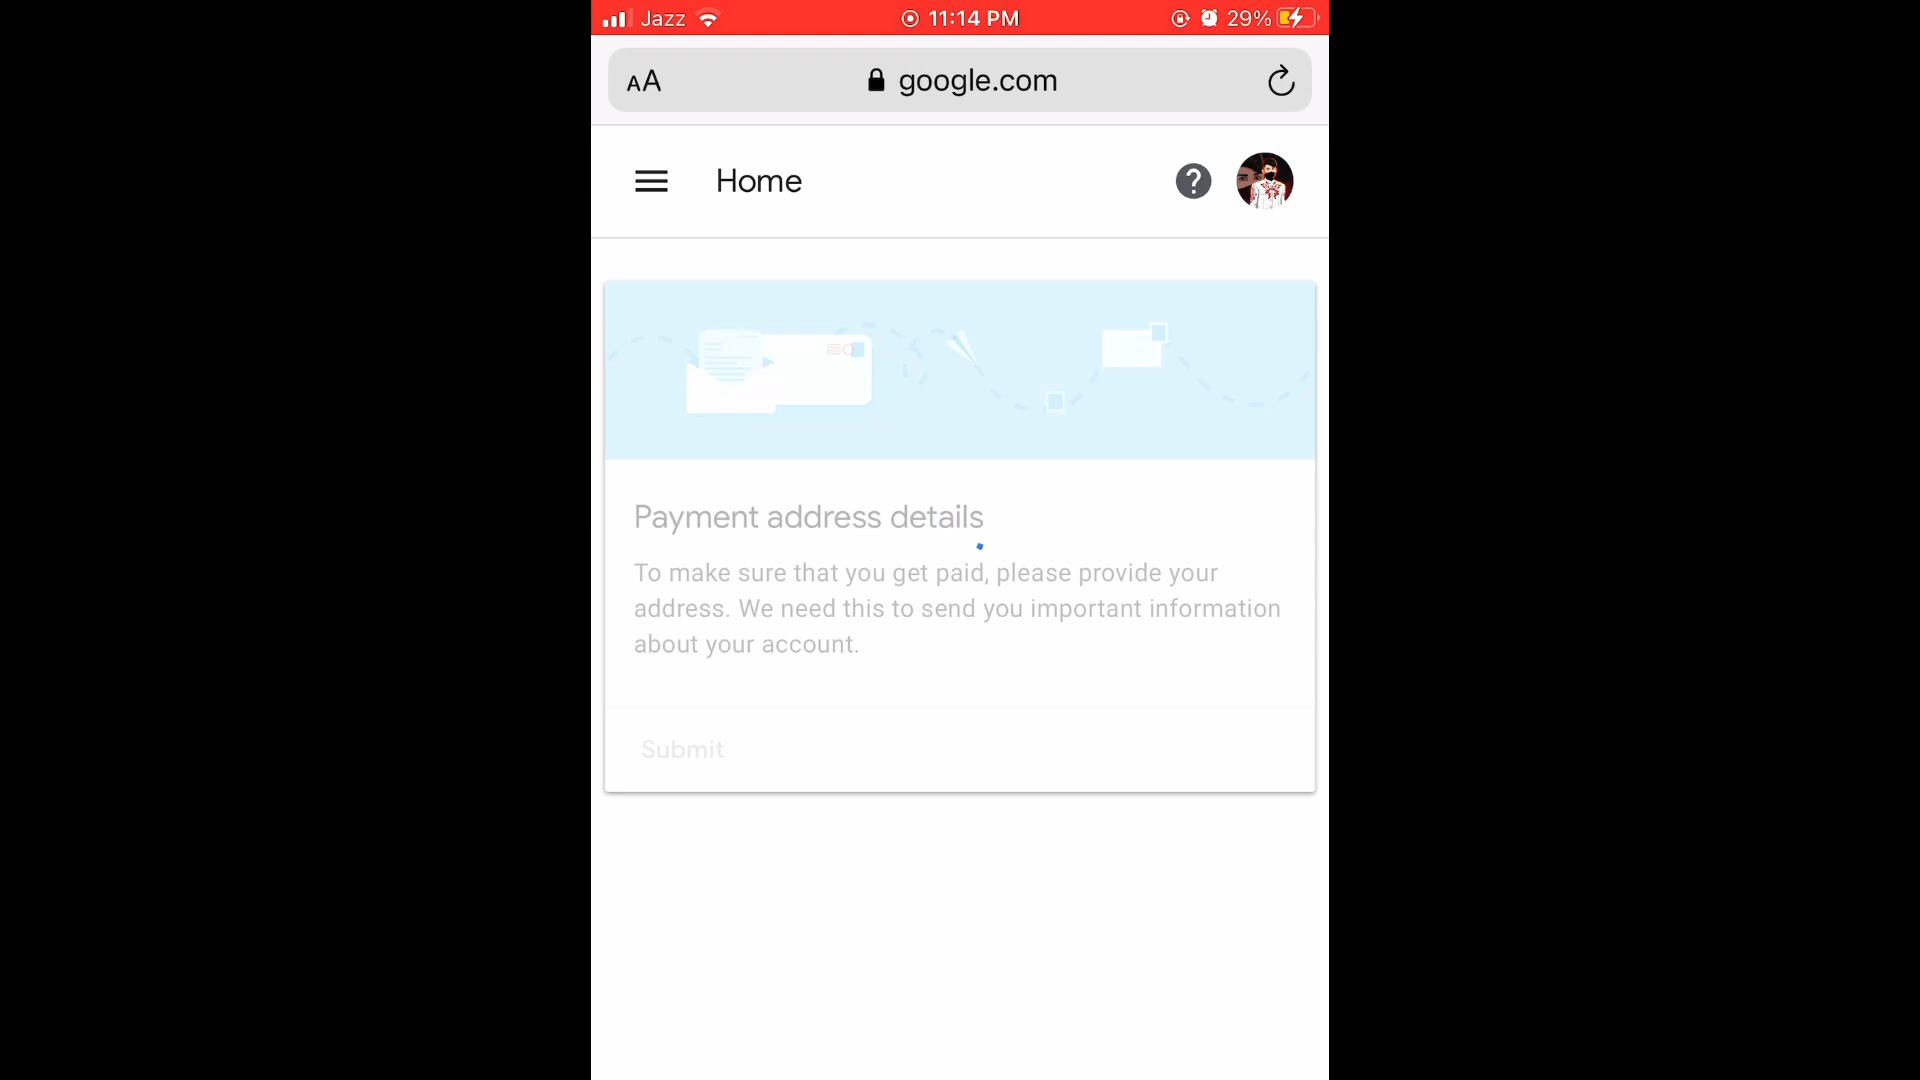 Jazz 11:14 PM 29%
AA google.com
Home ?
Payment address details
To make sure that you get paid, please provide your
address. We need this to send you important information
about your account.
Submit